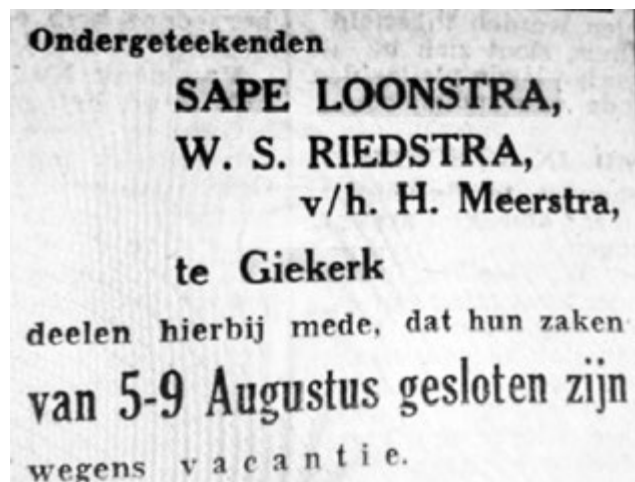 Ondergeteekenden
SAPE LOONSTRA,
W. S. RIEDSTRA,
v/h. H. Meerstra,
te Giekerk
deelen hierbij mede, dat hun zaken
van 5-9 Augustus gesloten zijn
wegens vacantie.